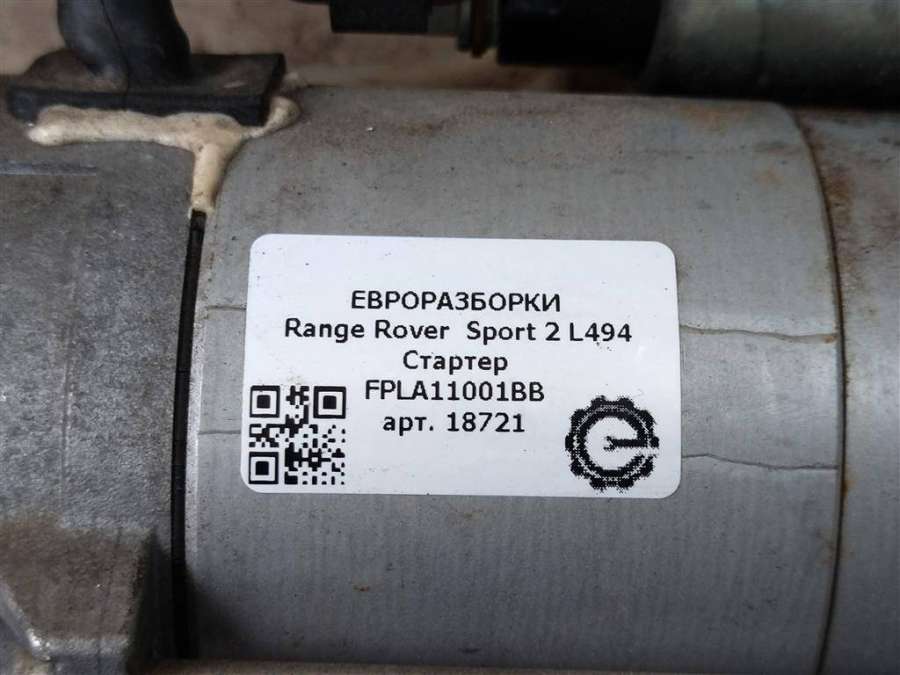 ЕВРОРАЗБОРКИ
Range Rover Sport 2 L494
Стартер
FPLA11001BB
арт. 18721